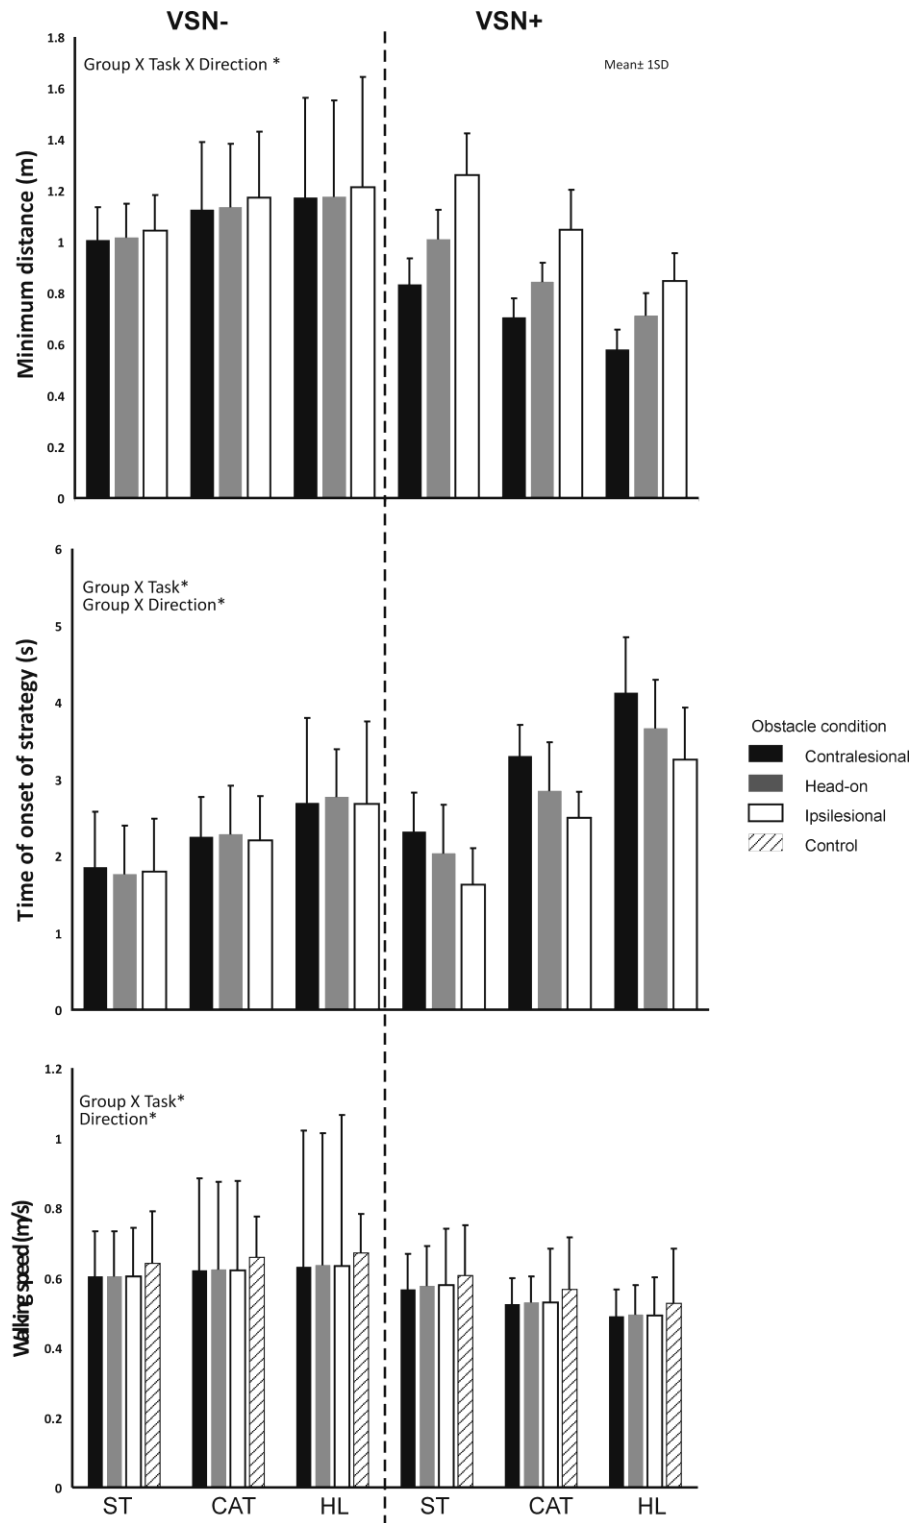 VSN- VSN+
Group X Task X Direction *
Mean± 1SD
Minimum distance (m)
1.8
1.6
1.4
1.2
1
0.8
0.6
0.4
0.2
0
Group X Task*
Group X Direction*
Time of onset of strategy (s)
6
5
4
3
2
1
0
Obstacle condition
Contralesional
Head-on
Ipsilesional
Control
Group X Task*
Direction*
Walking speed (m/s)
1.2
1
0.8
0.6
0.4
0.2
0
ST CAT HL ST CAT HL